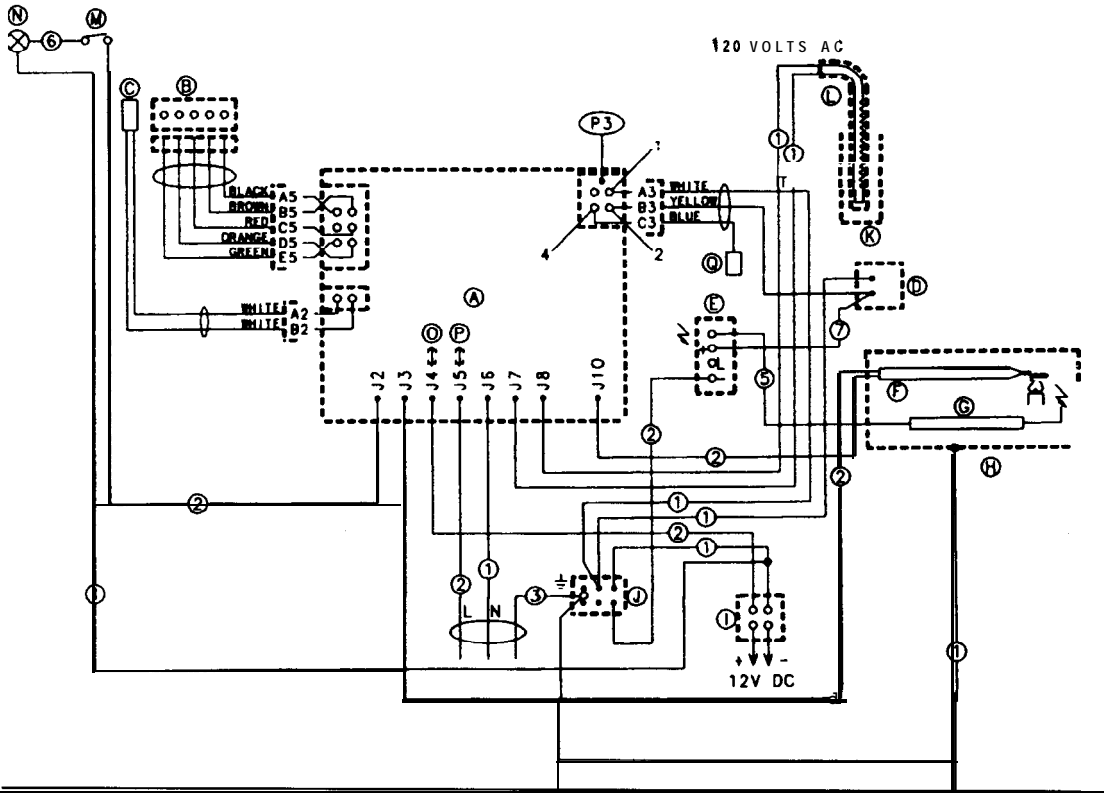 N
6
M
120 VOLTS AC
C
B
L
P3
1
1
1
T
BLACK A5
BROWN B5
RED C5
ORANGE D5
GREEN E5
A3 WHITE
B3 YELLOW
C3 BLUE
4
2
K
Q
D
A
E
WHITE A2
WHITE B2
O
P
7
+
L
-
5
J2
J3
J4
J5
J6
J7
J8
J10
F
G
2
2
2
H
2
1
1
2
1
2
1
3
J
L
N
I
1
+ -
12V DC